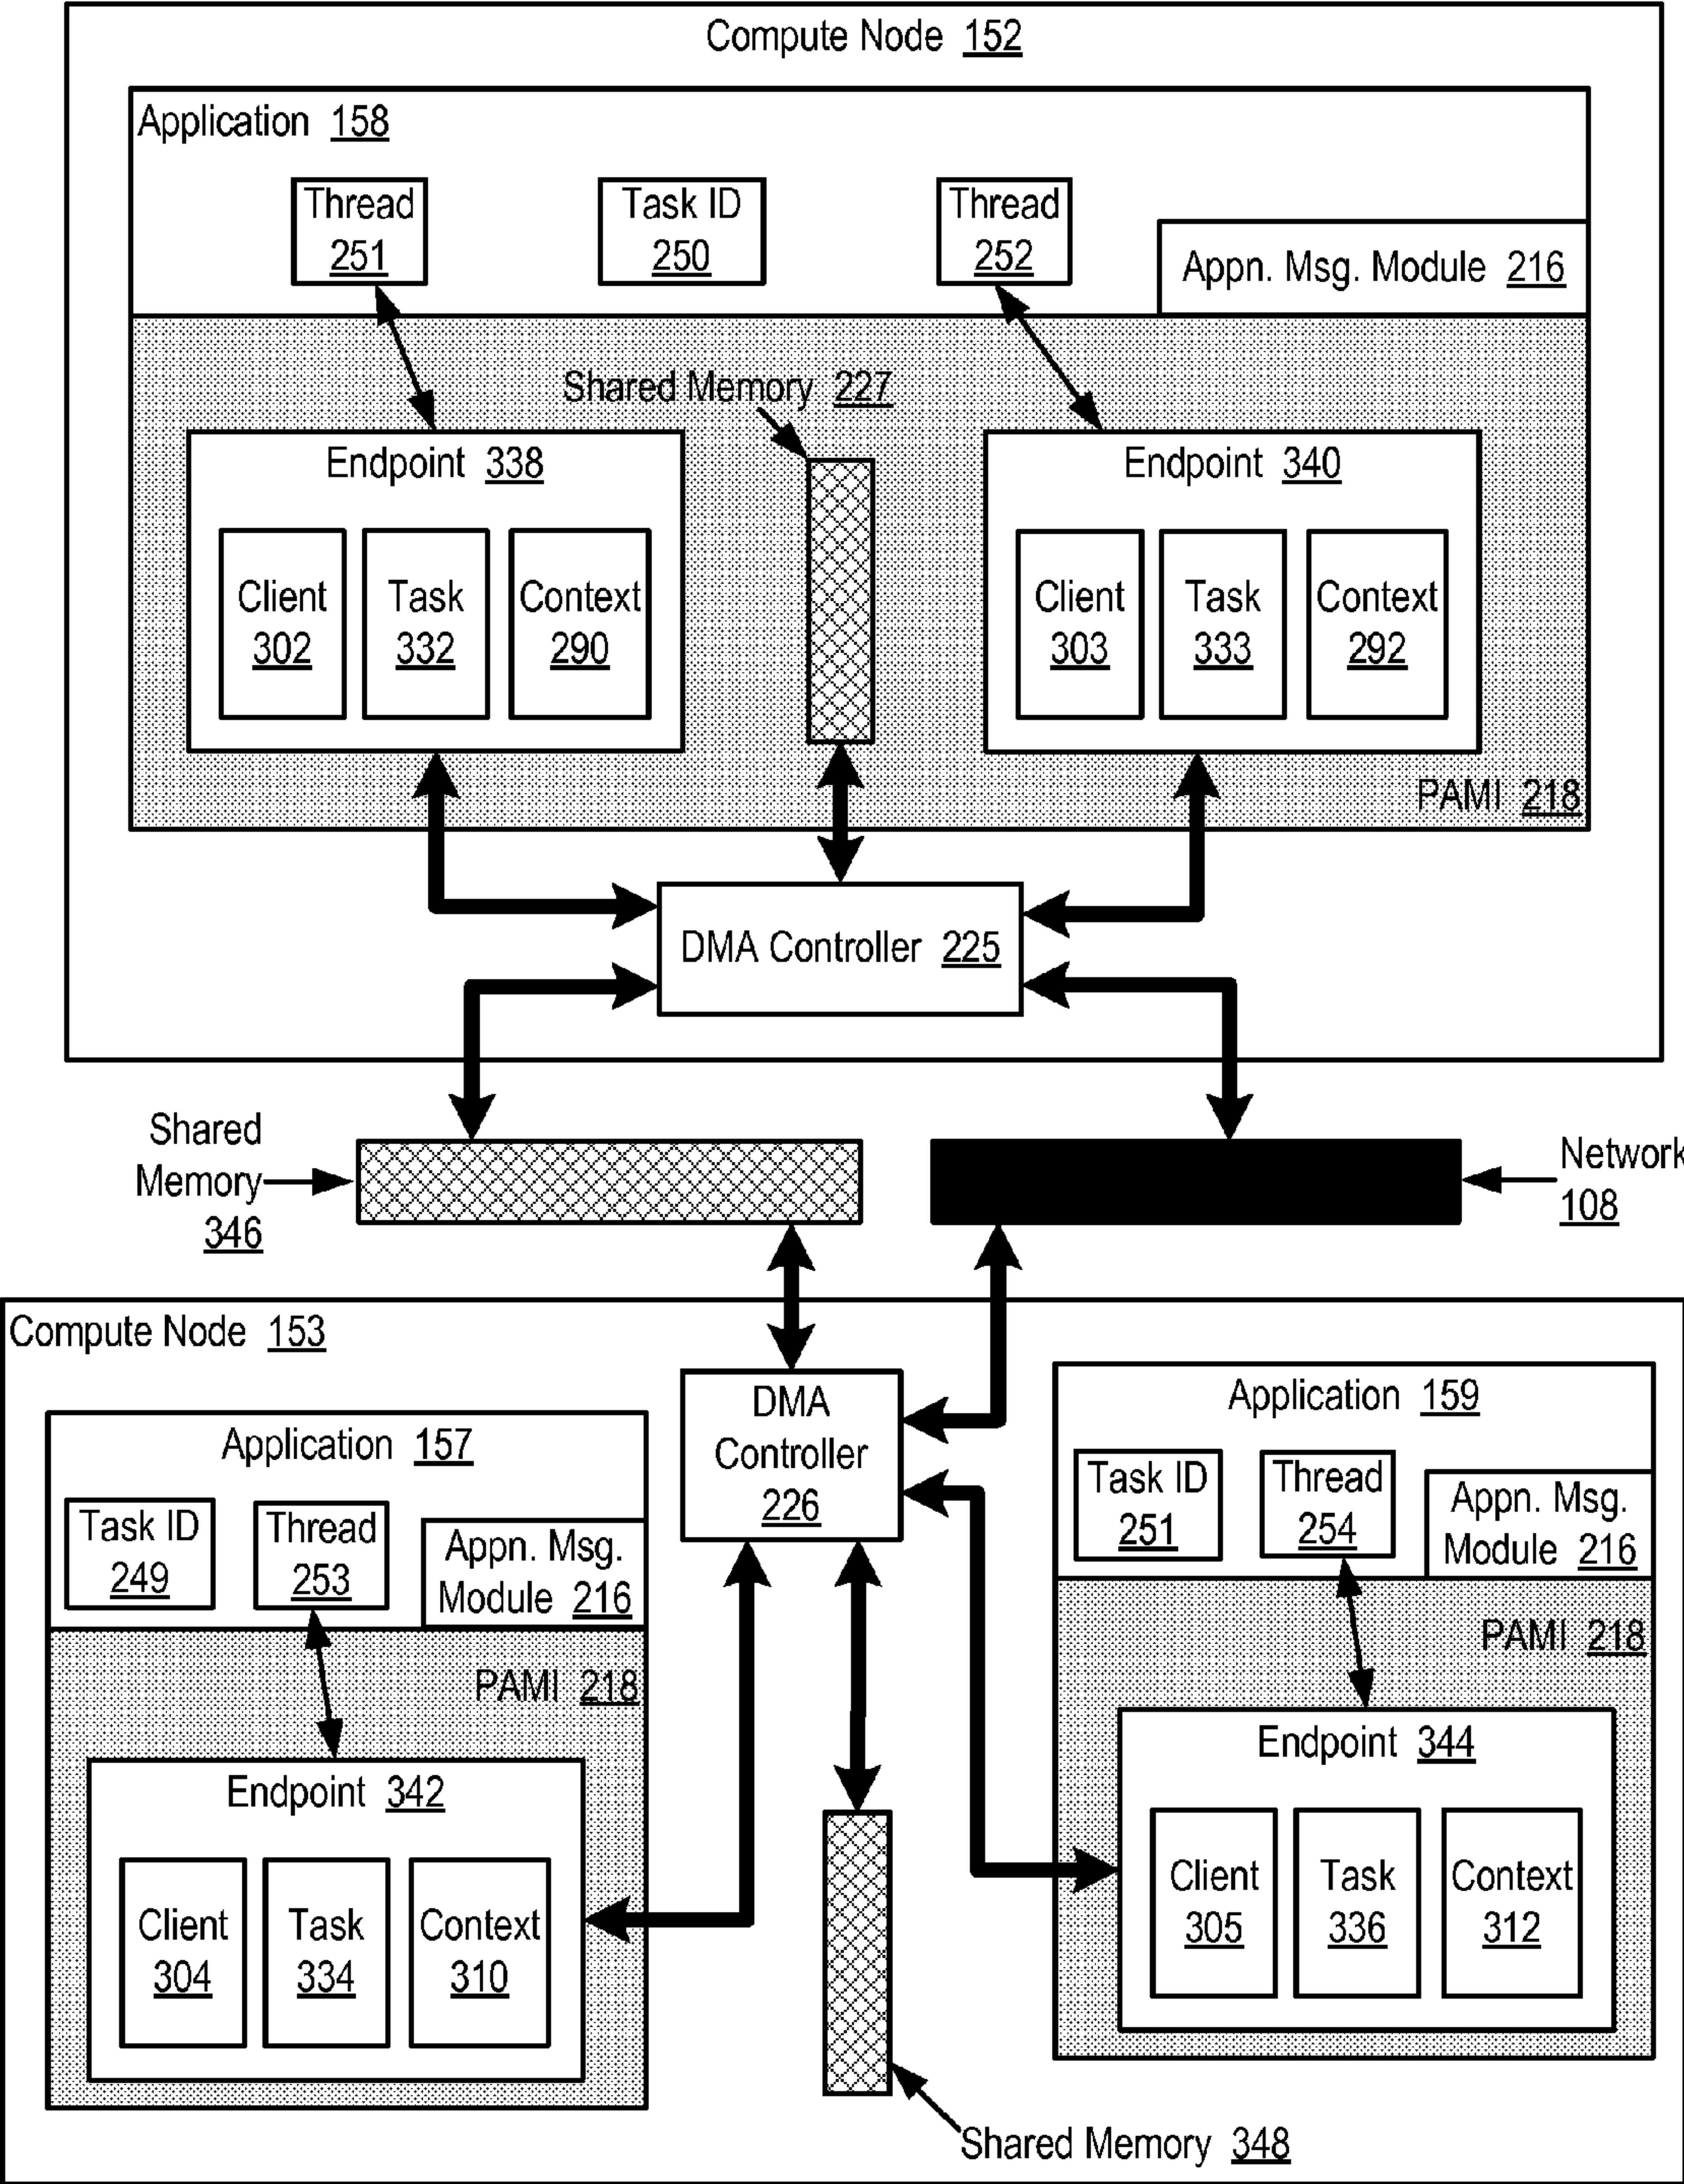 Compute Node 152
Application 158
Thread
251
Task ID
250
Thread
252
Appn. Msg. Module 216
Shared Memory 227
Endpoint 338
Client
302
Task
332
Context
290
Endpoint 340
Client
303
Task
333
Context
292
PAMI 218
DMA Controller 225
Shared
Memory
346
Network
108
Compute Node 153
DMA
Controller
226
Application 157
Task ID
249
Thread
253
Appn. Msg.
Module 216
PAMI 218
Endpoint 342
Client
304
Task
334
Context
310
Application 159
Task ID
251
Thread
254
Appn. Msg.
Module 216
PAMI 218
Endpoint 344
Client
305
Task
336
Context
312
Shared Memory 348